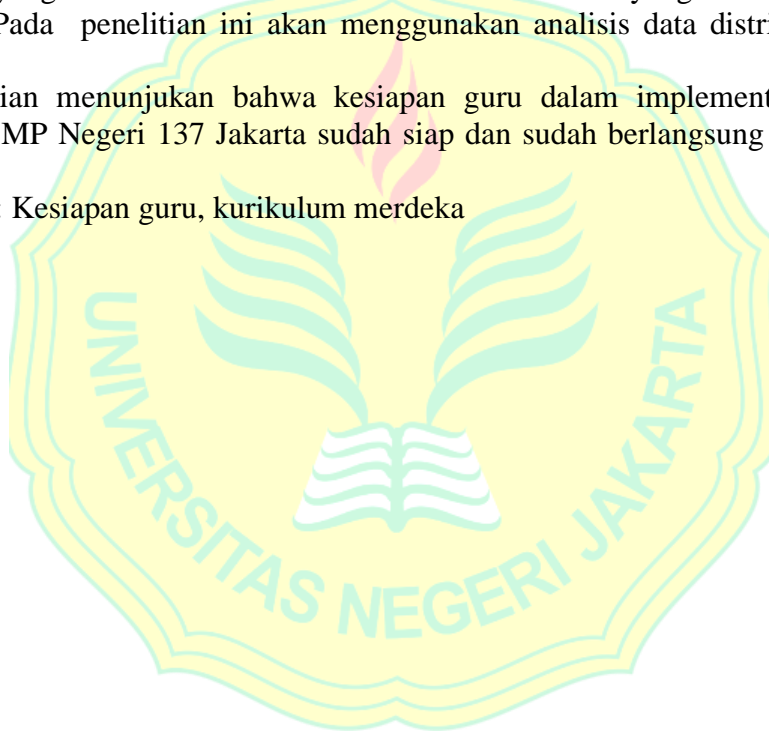 Pada penelitian ini akan menggunakan analisis data distri
ian menunjukan bahwa kesiapan guru dalam implement
MP Negeri 137 Jakarta sudah siap dan sudah berlangsung
: Kesiapan guru, kurikulum merdeka
UNIVERSITAS NEGERI JAKARTA